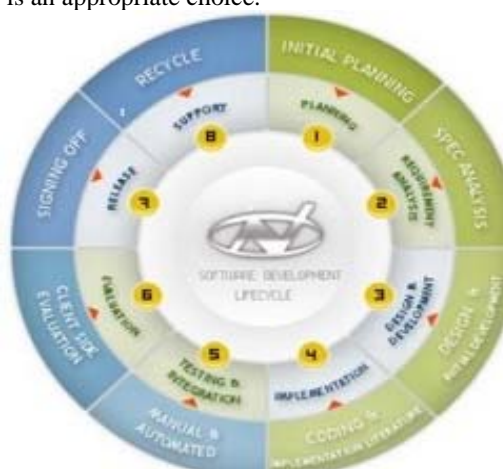 is an appropriate choice.
INITIAL PLANNING
PLANNING
1
SPEC ANALYSIS
REQUIREMENT
ANALYSIS
2
DESIGN &
INITIAL DEVELOPMENT
DESIGN &
DEVELOPMENT
3
CODING &
IMPLEMENTATION LITERATURE
IMPLEMENTATION
4
MANUAL &
AUTOMATED
TESTING &
INTEGRATION
5
CLIENT SIDE
EVALUATION
EVALUATION
6
SIGNING OFF
RELEASE
7
RECYCLE
SUPPORT
8
SOFTWARE DEVELOPMENT
LIFECYCLE